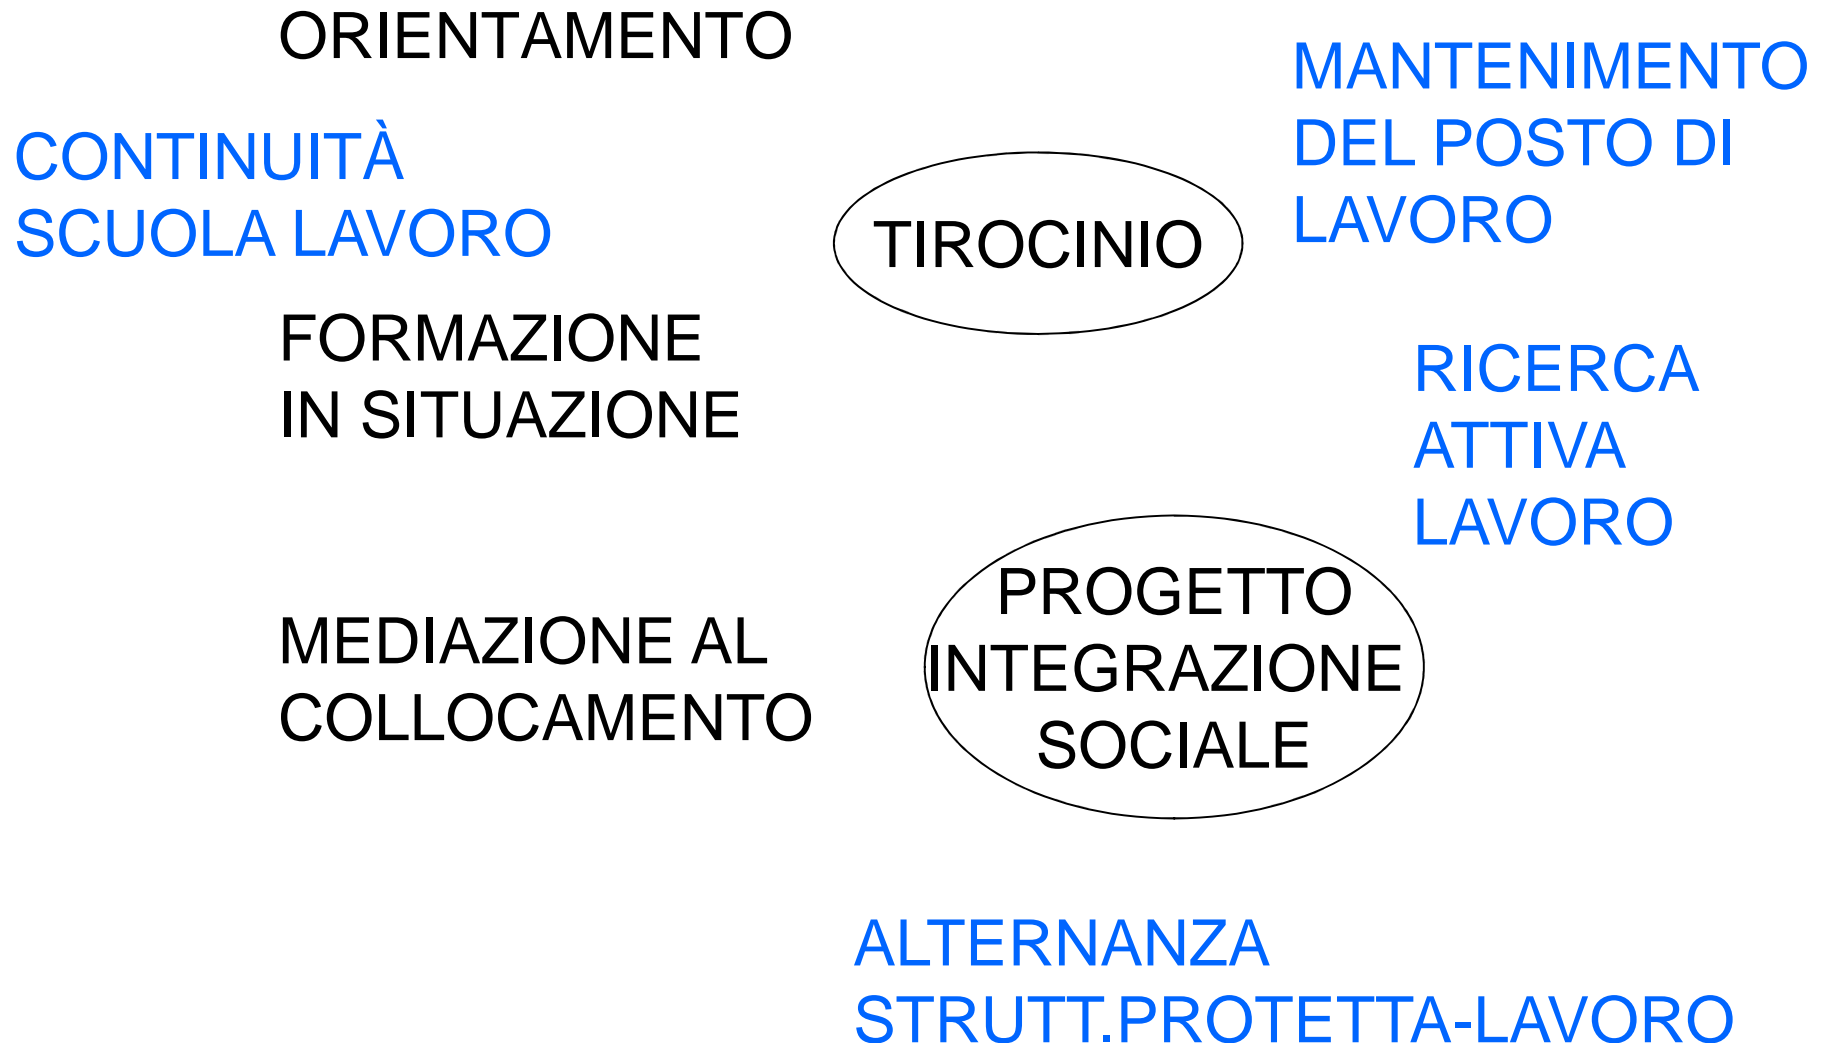 ORIENTAMENTO
CONTINUITÀ
SCUOLA LAVORO
FORMAZIONE
IN SITUAZIONE
MEDIAZIONE AL
COLLOCAMENTO
TIROCINIO
MANTENIMENTO
DEL POSTO DI
LAVORO
RICERCA
ATTIVA
LAVORO
PROGETTO
INTEGRAZIONE
SOCIALE
ALTERNANZA
STRUTT.PROTETTA-LAVORO